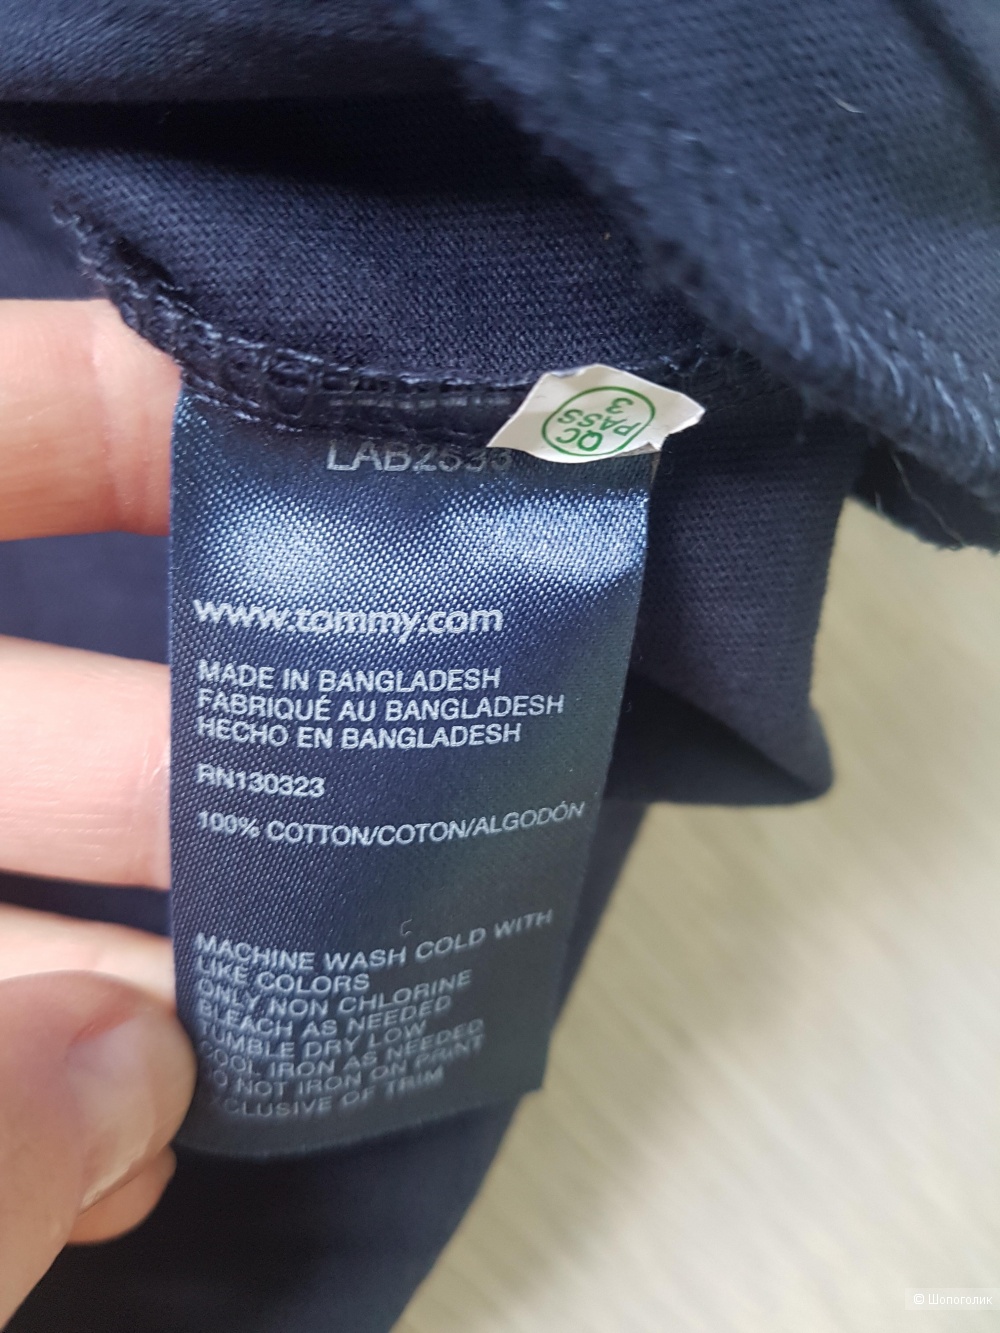 QC
PASS
3
www.tommy.com
MADE IN BANGLADESH
FABRIQUÉ AU BANGLADESH
HECHO EN BANGLADESH
RN130323
100% COTTON/COTON/ALGODÓN
MACHINE WASH COLD WITH
LIKE COLORS
ONLY NON CHLORINE
BLEACH AS NEEDED
TUMBLE DRY LOW
COOL IRON AS NEEDED
DO NOT IRON ON PRINT
EXCLUSIVE OF TRIM
© Шопоголик